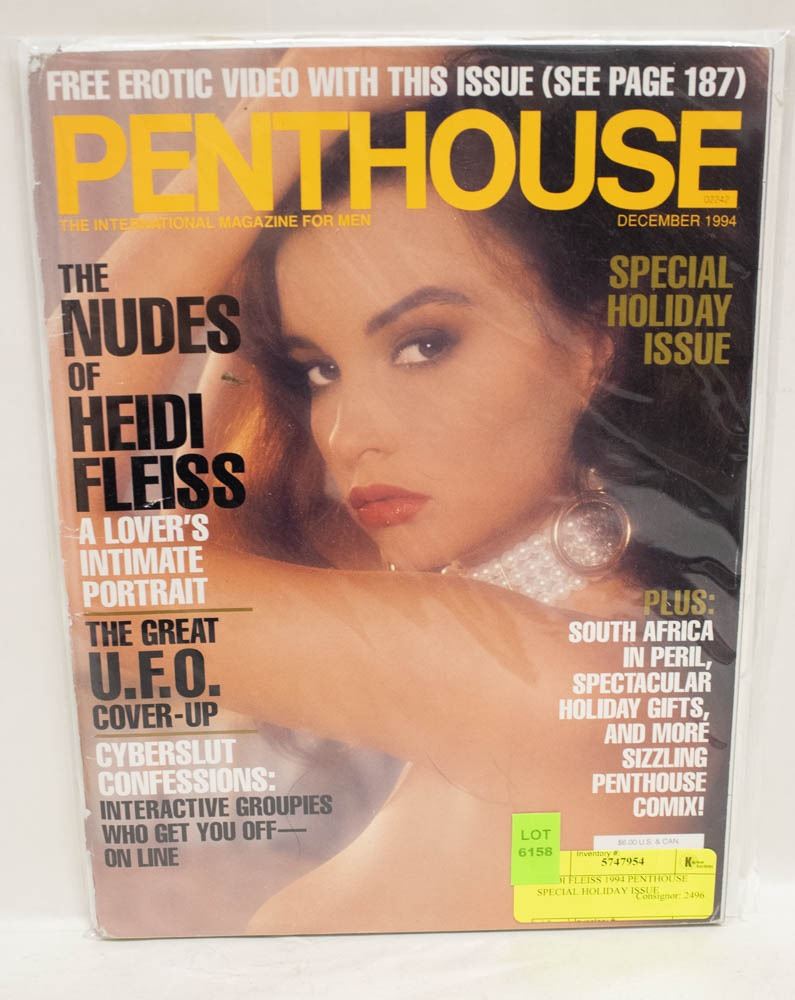 FREE EROTIC VIDEO WITH THIS ISSUE (SEE PAGE 187)
PENTHOUSE
02242
THE INTERNATIONAL MAGAZINE FOR MEN
DECEMBER 1994
THE
NUDES
OF
HEIDI
FLEISS
A LOVER'S
INTIMATE
PORTRAIT
THE GREAT
U.F.O.
COVER-UP
CYBERSLUT
CONFESSIONS:
INTERACTIVE GROUPIES
WHO GET YOU OFF—
ON LINE
SPECIAL
HOLIDAY
ISSUE
PLUS:
SOUTH AFRICA
IN PERIL,
SPECTACULAR
HOLIDAY GIFTS,
AND MORE
SIZZLING
PENTHOUSE
COMIX!
$6.00 U.S. & CAN.
LOT
6158
Inventory #:
5747954
K
FLEISS 1994 PENTHOUSE
SPECIAL HOLIDAY ISSUE
Consignor: 2496